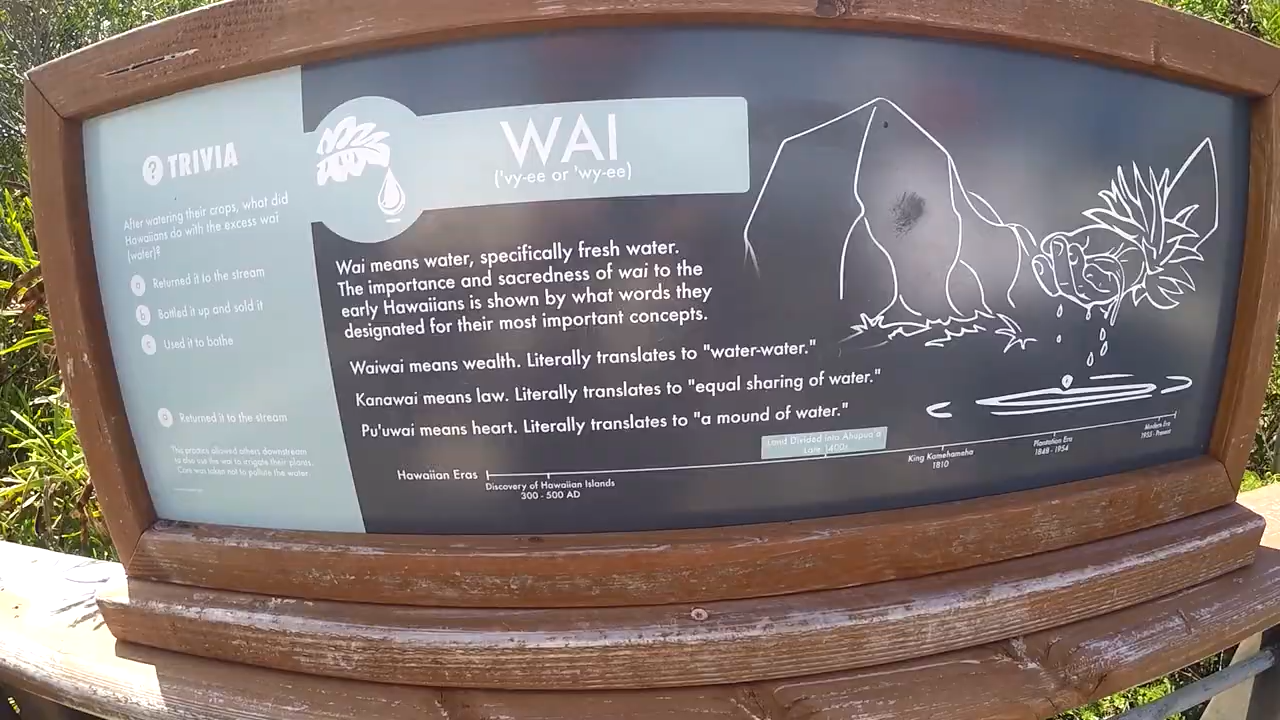 ? TRIVIA
After watering their crops, what did
Hawaiians do with the excess wai
(water)?
a Returned it to the stream
b Bottled it up and sold it
c Used it to bathe
a Returned it to the stream
This practice allowed others downstream
to also use the wai to irrigate their plants.
Care was taken not to pollute the water.
WAI
('vy-ee or 'wy-ee)
Wai means water, specifically fresh water.
The importance and sacredness of wai to the
early Hawaiians is shown by what words they
designated for their most important concepts.
Waiwai means wealth. Literally translates to "water-water."
Kanawai means law. Literally translates to "equal sharing of water."
Pu'uwai means heart. Literally translates to "a mound of water."
Hawaiian Eras
Discovery of Hawaiian Islands
300 - 500 AD
Land Divided into Ahupua'a
Late 1400s
King Kamehameha
1810
Plantation Era
1848 - 1954
Modern Era
1955 - Present